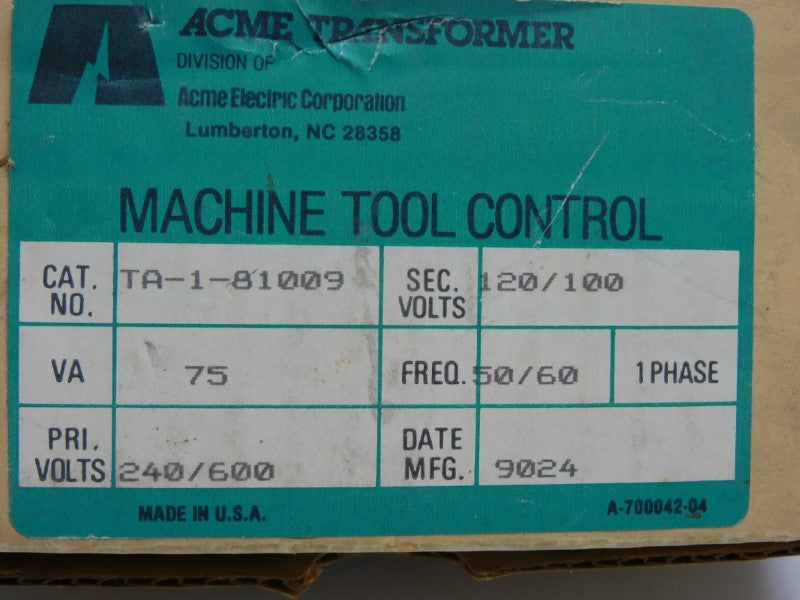 ACME TRANSFORMER
DIVISION OF
Acme Electric Corporation
Lumberton, NC 28358
MACHINE TOOL CONTROL
CAT. NO. TA-1-81009 SEC. VOLTS 120/100
VA 75 FREQ. 50/60 1 PHASE
PRI. VOLTS 240/600 DATE MFG. 9024
MADE IN U.S.A. A-700042-04